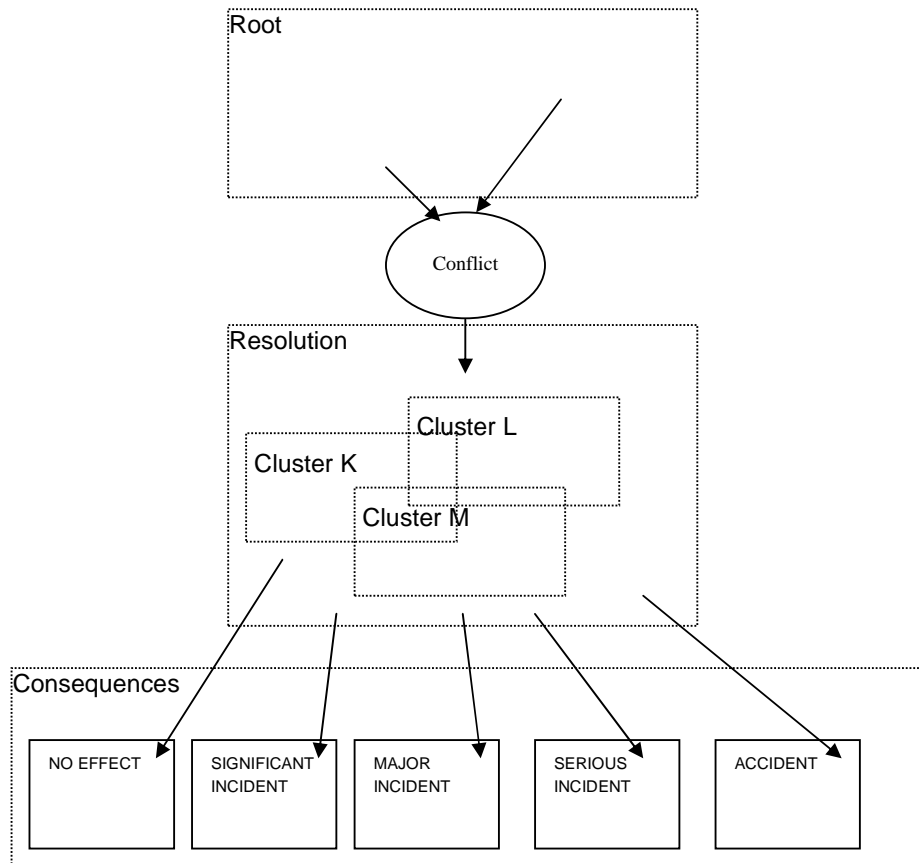 Root
Conflict
Resolution
Cluster L
Cluster K
Cluster M
Consequences
NO EFFECT
SIGNIFICANT
INCIDENT
MAJOR
INCIDENT
SERIOUS
INCIDENT
ACCIDENT